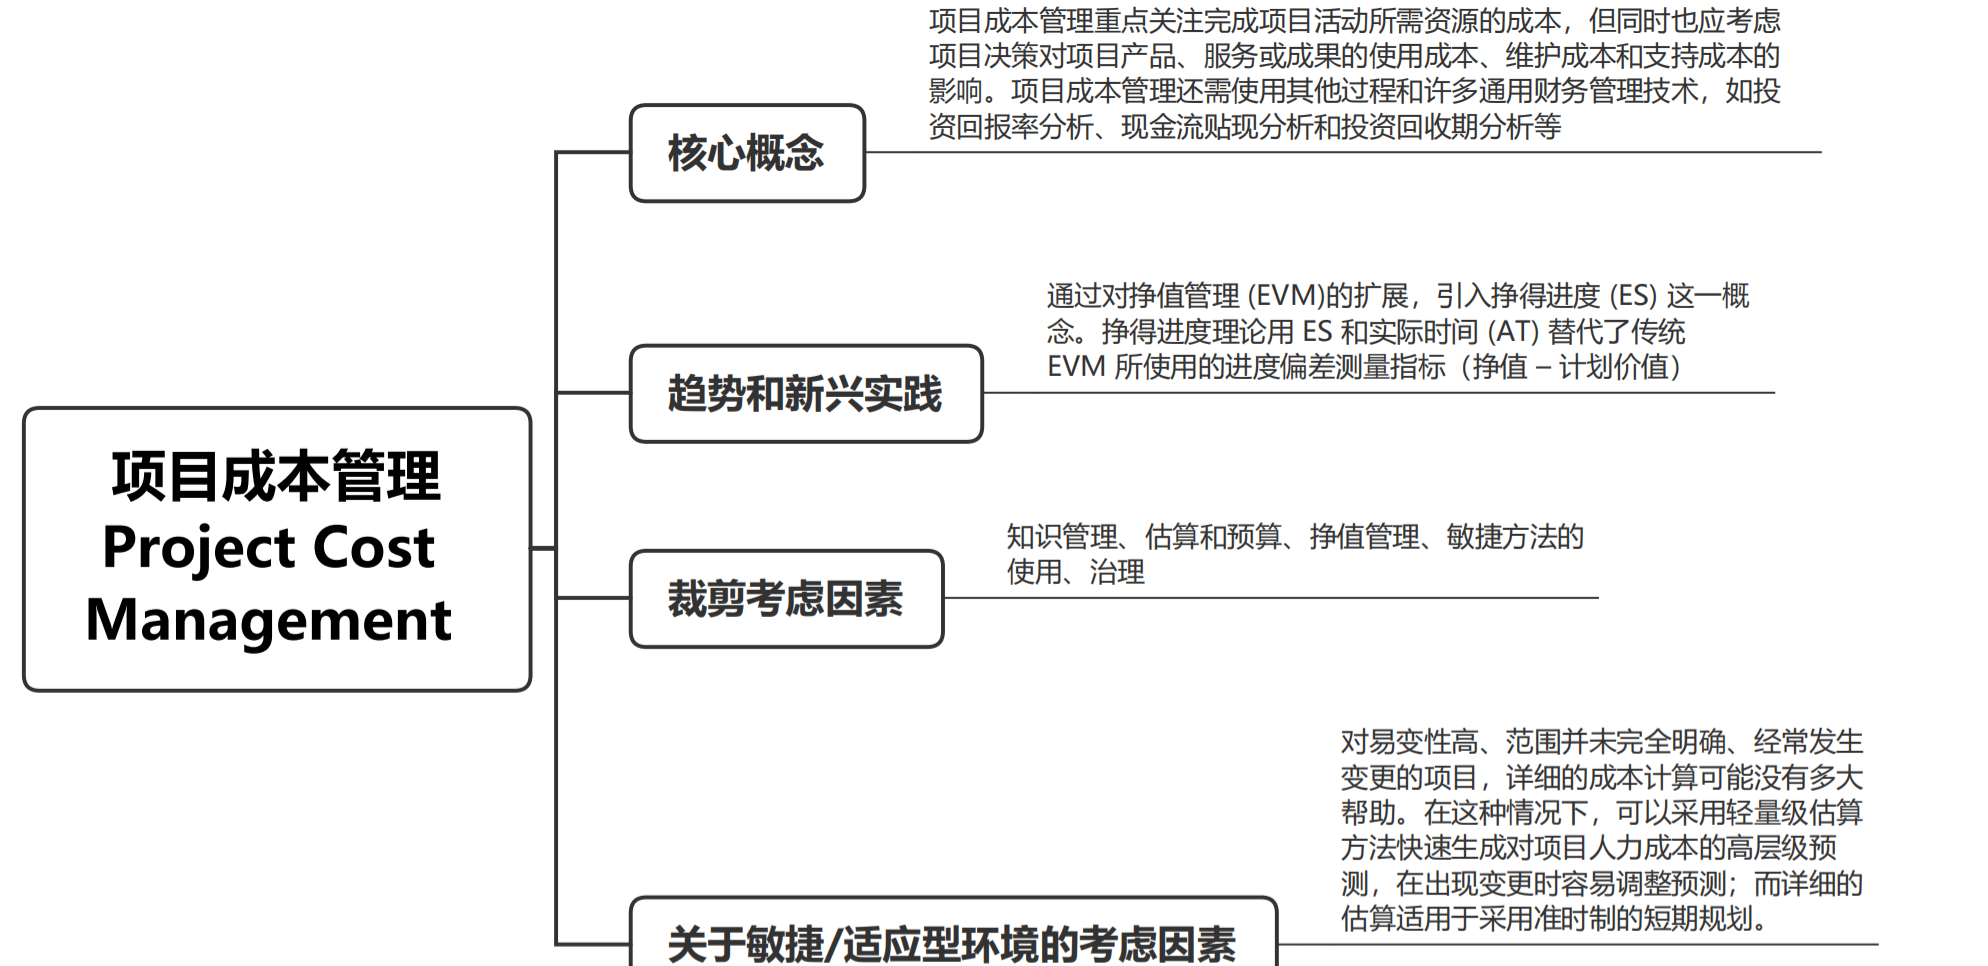 项目成本管理重点关注完成项目活动所需资源的成本，但同时也应考虑
项目决策对项目产品、服务或成果的使用成本、维护成本和支持成本的
影响。项目成本管理还需使用其他过程和许多通用财务管理技术，如投
资回报率分析、现金流贴现分析和投资回收期分析等
核心概念
通过对挣值管理 (EVM)的扩展，引入挣得进度 (ES) 这一概
念。挣得进度理论用 ES 和实际时间 (AT) 替代了传统
EVM 所使用的进度偏差测量指标（挣值 – 计划价值）
趋势和新兴实践
项目成本管理
Project Cost
Management
知识管理、估算和预算、挣值管理、敏捷方法的
使用、治理
裁剪考虑因素
对易变性高、范围并未完全明确、经常发生
变更的项目，详细的成本计算可能没有多大
帮助。在这种情况下，可以采用轻量级估算
方法快速生成对项目人力成本的高层级预
测，在出现变更时容易调整预测；而详细的
估算适用于采用准时制的短期规划。
关于敏捷/适应型环境的考虑因素